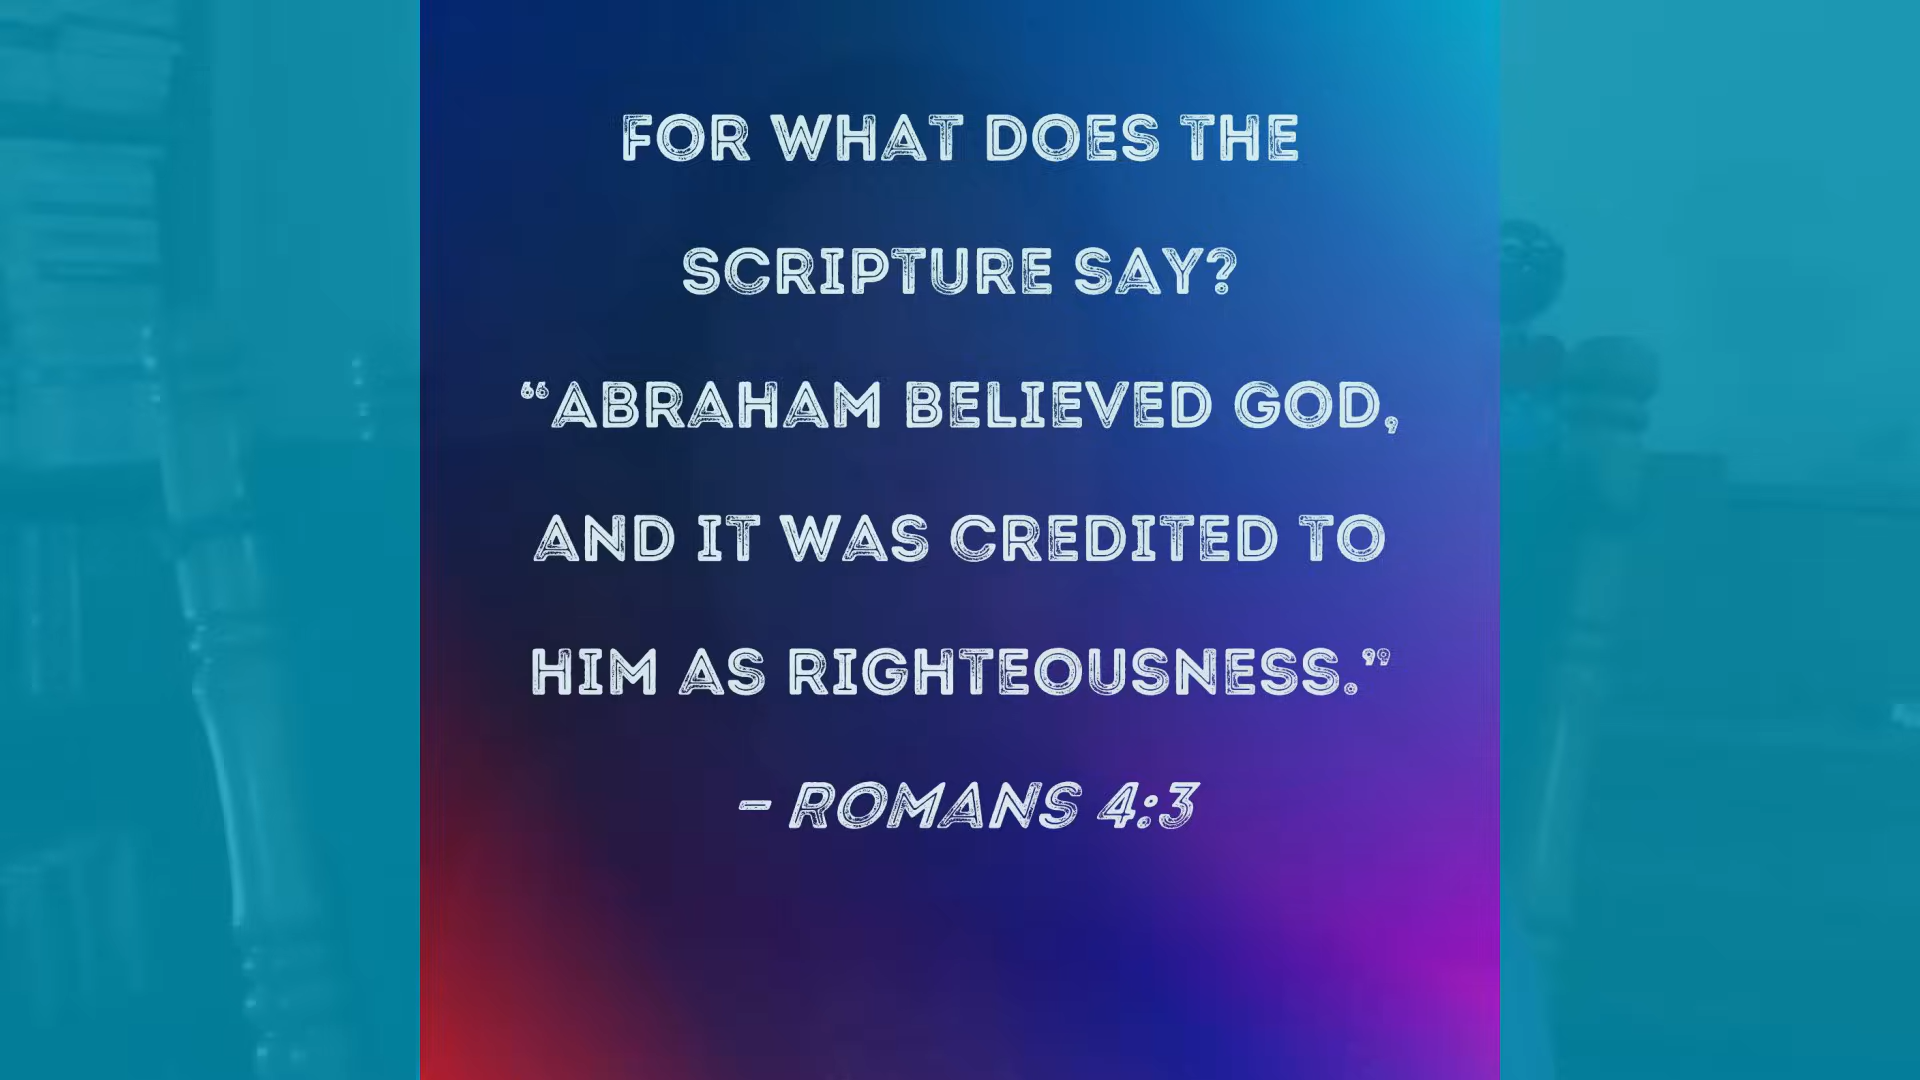 FOR WHAT DOES THE
SCRIPTURE SAY?
“ABRAHAM BELIEVED GOD,
AND IT WAS CREDITED TO
HIM AS RIGHTEOUSNESS.”
– ROMANS 4:3